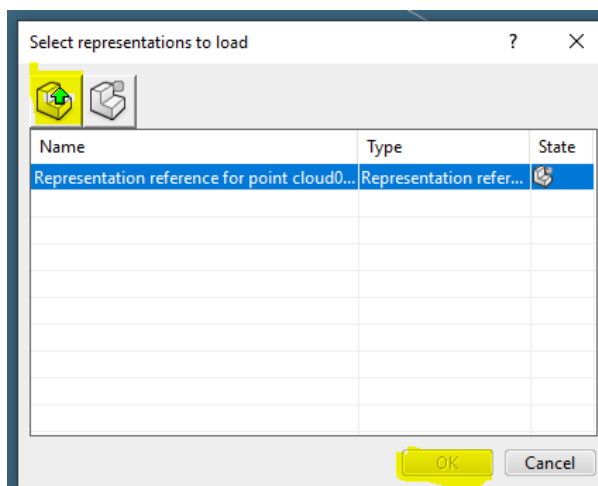 Select representations to load ?
Name Type State
Representation reference for point cloud0... Representation refer...
OK Cancel